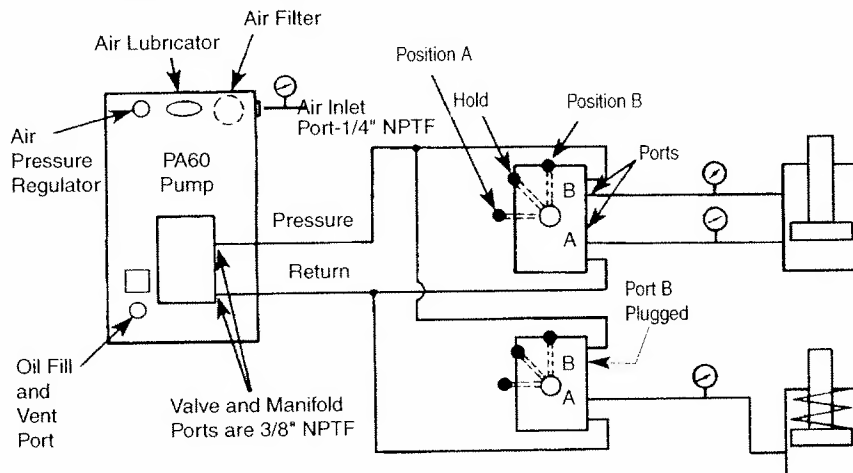 Air Filter
Air Lubricator
Position A
Hold
Position B
Air Inlet
Port-1/4" NPTF
Air
Pressure
Regulator
PA60
Pump
Ports
B
A
Pressure
Return
Port B
Plugged
B
A
Oil Fill
and
Vent
Port
Valve and Manifold
Ports are 3/8" NPTF